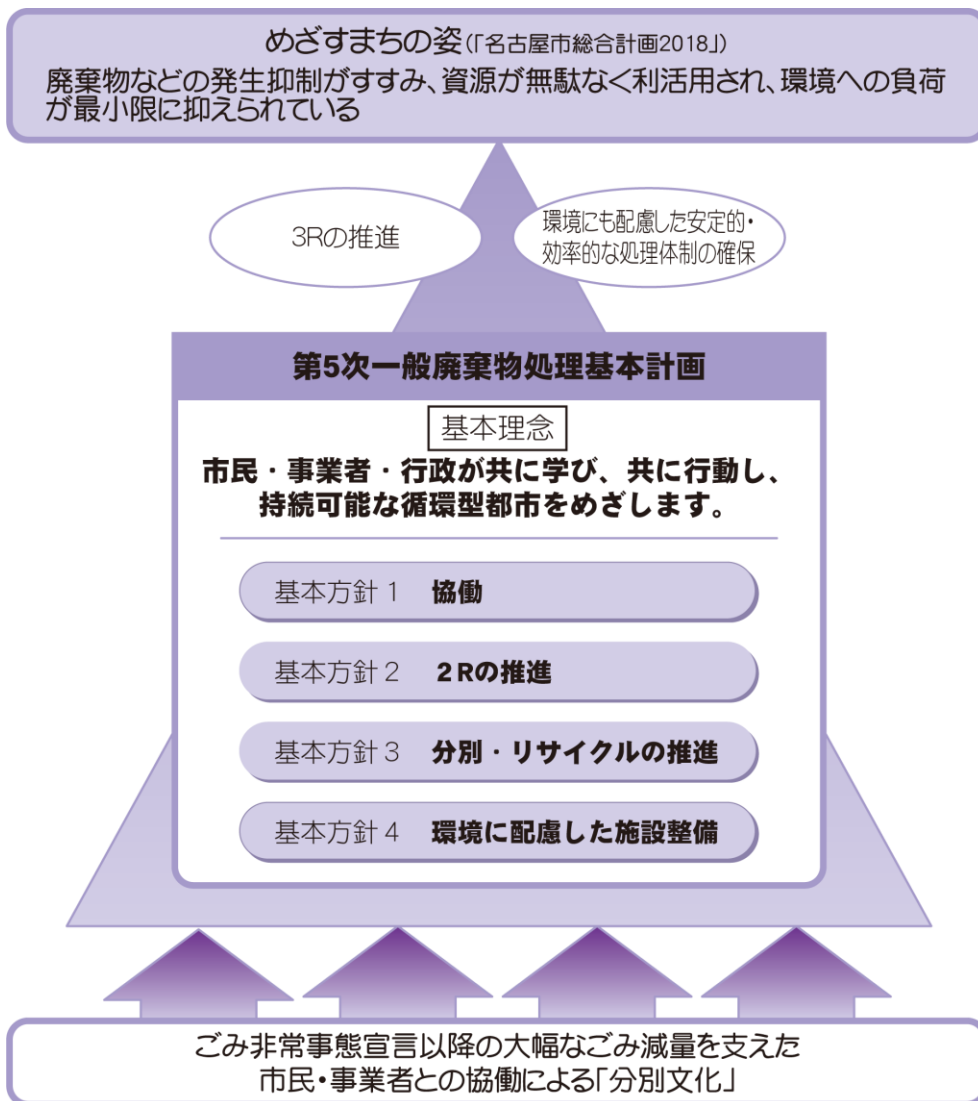 めざすまちの姿(「名古屋市総合計画2018」)
廃棄物などの発生抑制がすすみ、資源が無駄なく利活用され、環境への負荷
が最小限に抑えられている
3Rの推進
環境にも配慮した安定的・
効率的な処理体制の確保
第5次一般廃棄物処理基本計画
基本理念
市民・事業者・行政が共に学び、共に行動し、
持続可能な循環型都市をめざします。
基本方針1 協働
基本方針2 2Rの推進
基本方針3 分別・リサイクルの推進
基本方針4 環境に配慮した施設整備
ごみ非常事態宣言以降の大幅なごみ減量を支えた
市民・事業者との協働による「分別文化」